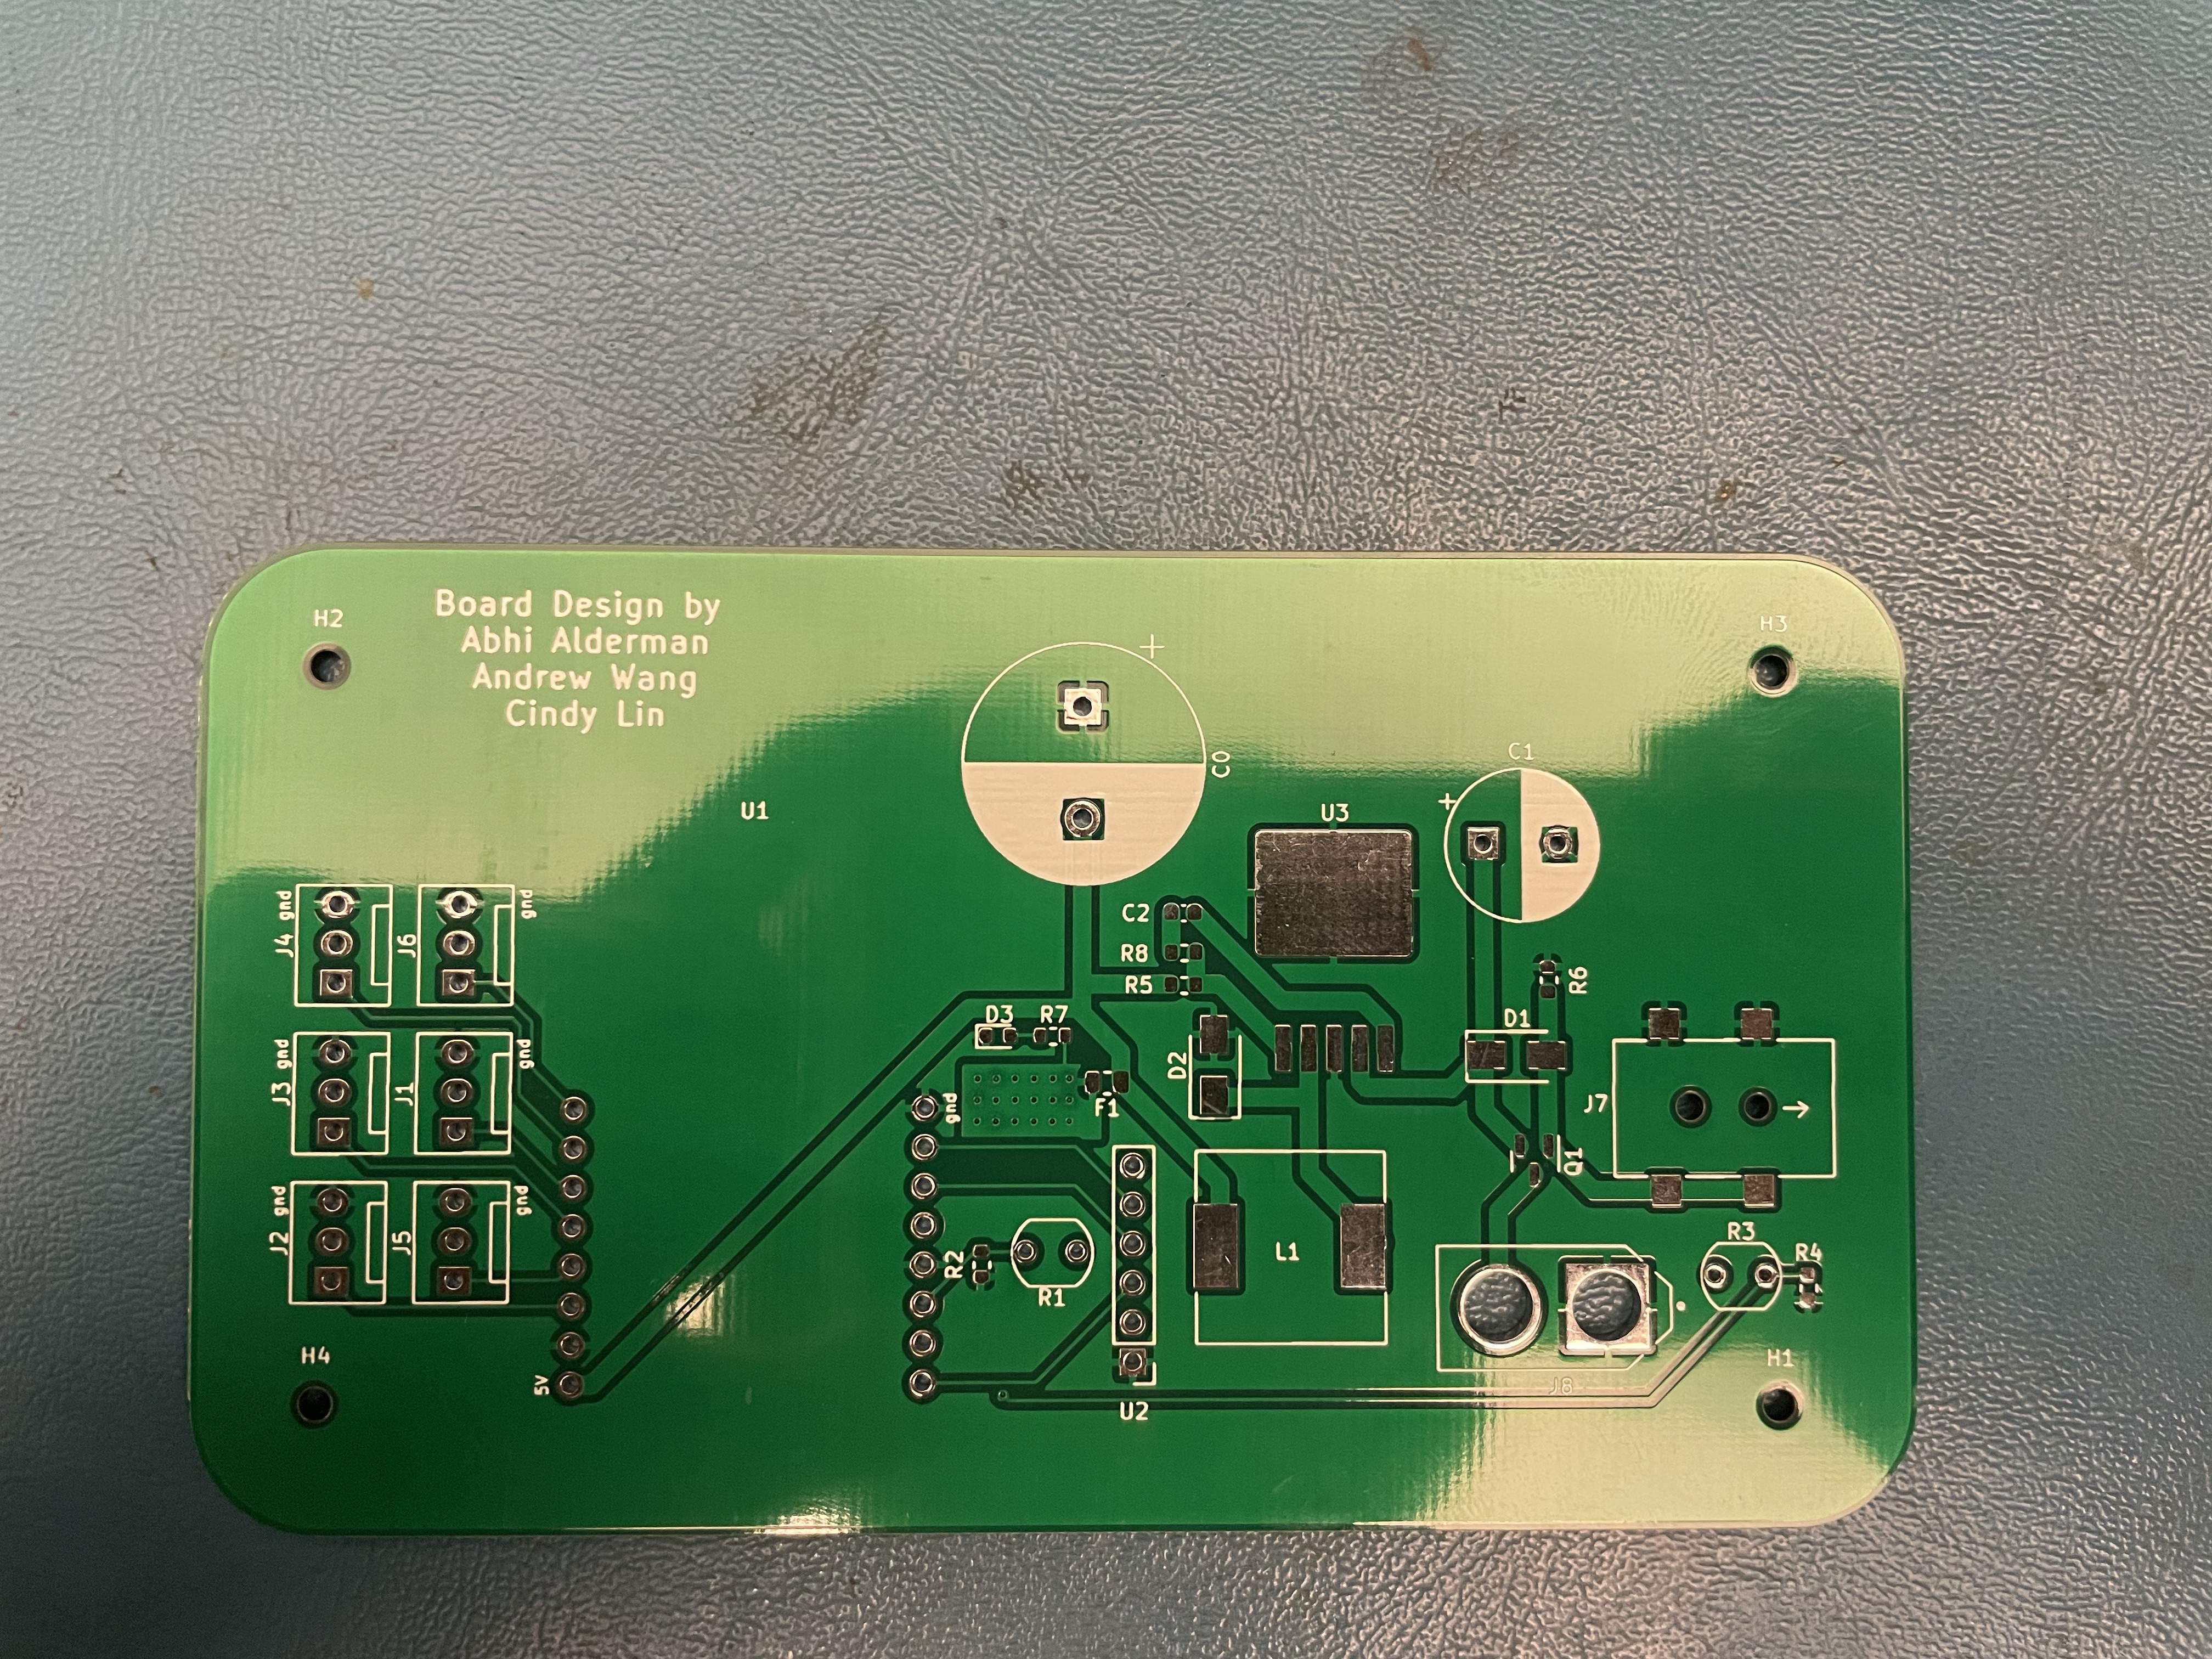 J2 gnd
J3 gnd
J4 gnd
H4
H2
J5
J1
J6
gnd
gnd
gnd
5V
Board Design by
Abhi Alderman
Andrew Wang
Cindy Lin
U1
R2
gnd
D3
R1
R7
F1
U2
R5
R8
C2
+
D2
C0
L1
U3
+
D1
C1
J8
Q1
R6
J7
R3
H1
R4
H3